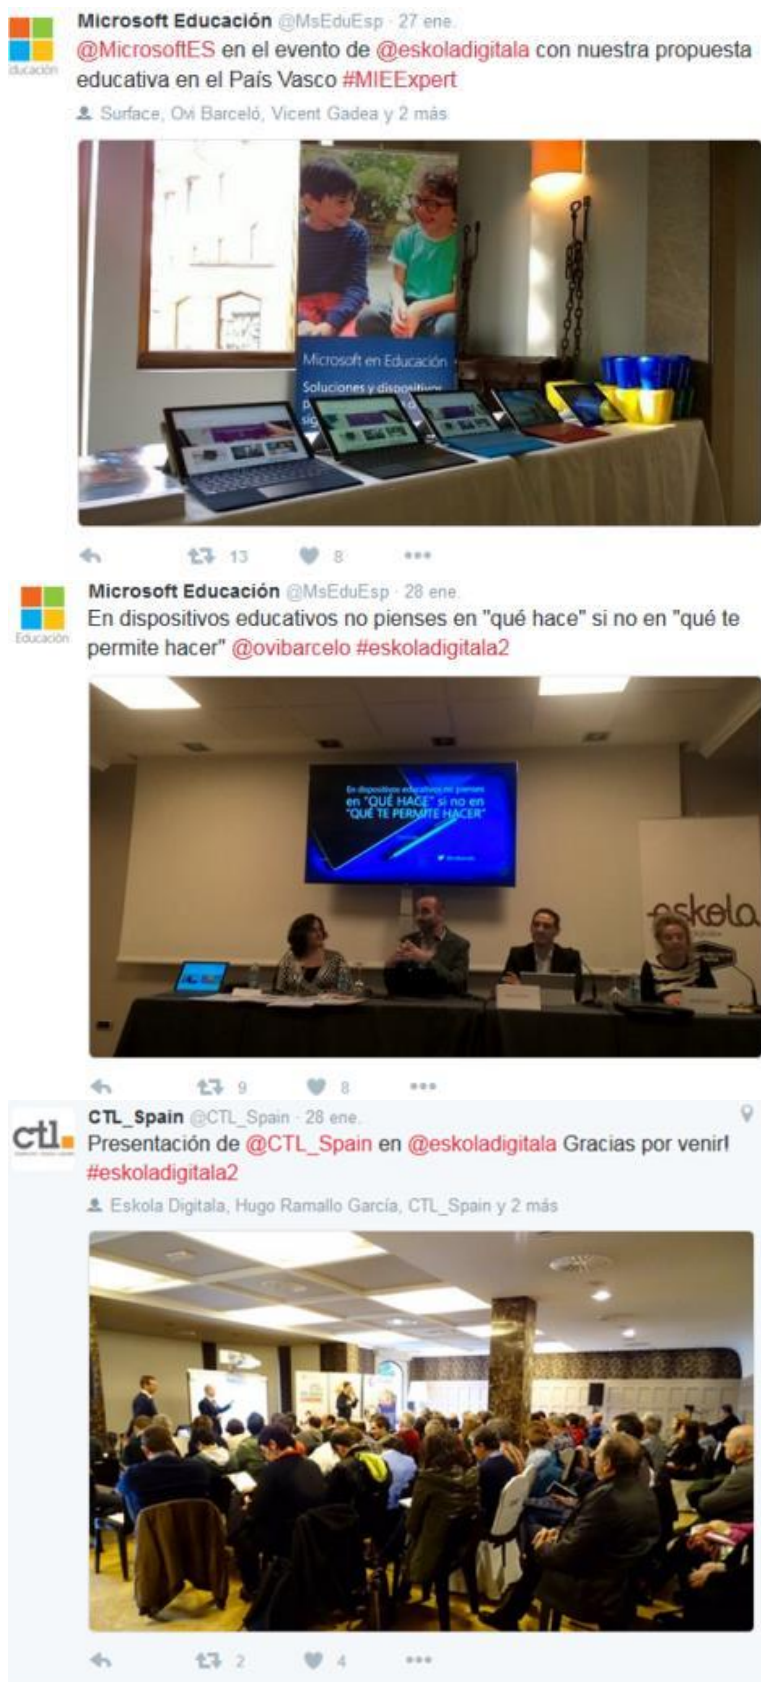 Microsoft Educación @MsEduEsp · 27 ene.
ducación
@MicrosoftES en el evento de @eskoladigitala con nuestra propuesta
educativa en el País Vasco #MIEExpert
Surface, Ovi Barceló, Vicent Gadea y 2 más
Microsoft en Educación
Soluciones y dispositivos
13 8
Microsoft Educación @MsEduEsp · 28 ene.
Educación
En dispositivos educativos no pienses en "qué hace" si no en "qué te
permite hacer" @ovibarcelo #eskoladigitala2
En dispositivos educativos no pienses
en "QUÉ HACE" si no en
"QUÉ TE PERMITE HACER"
eskola
9 8
CTL_Spain @CTL_Spain · 28 ene.
ctl
Presentación de @CTL_Spain en @eskoladigitala Gracias por venir!
#eskoladigitala2
Eskola Digitala, Hugo Ramallo García, CTL_Spain y 2 más
2 4